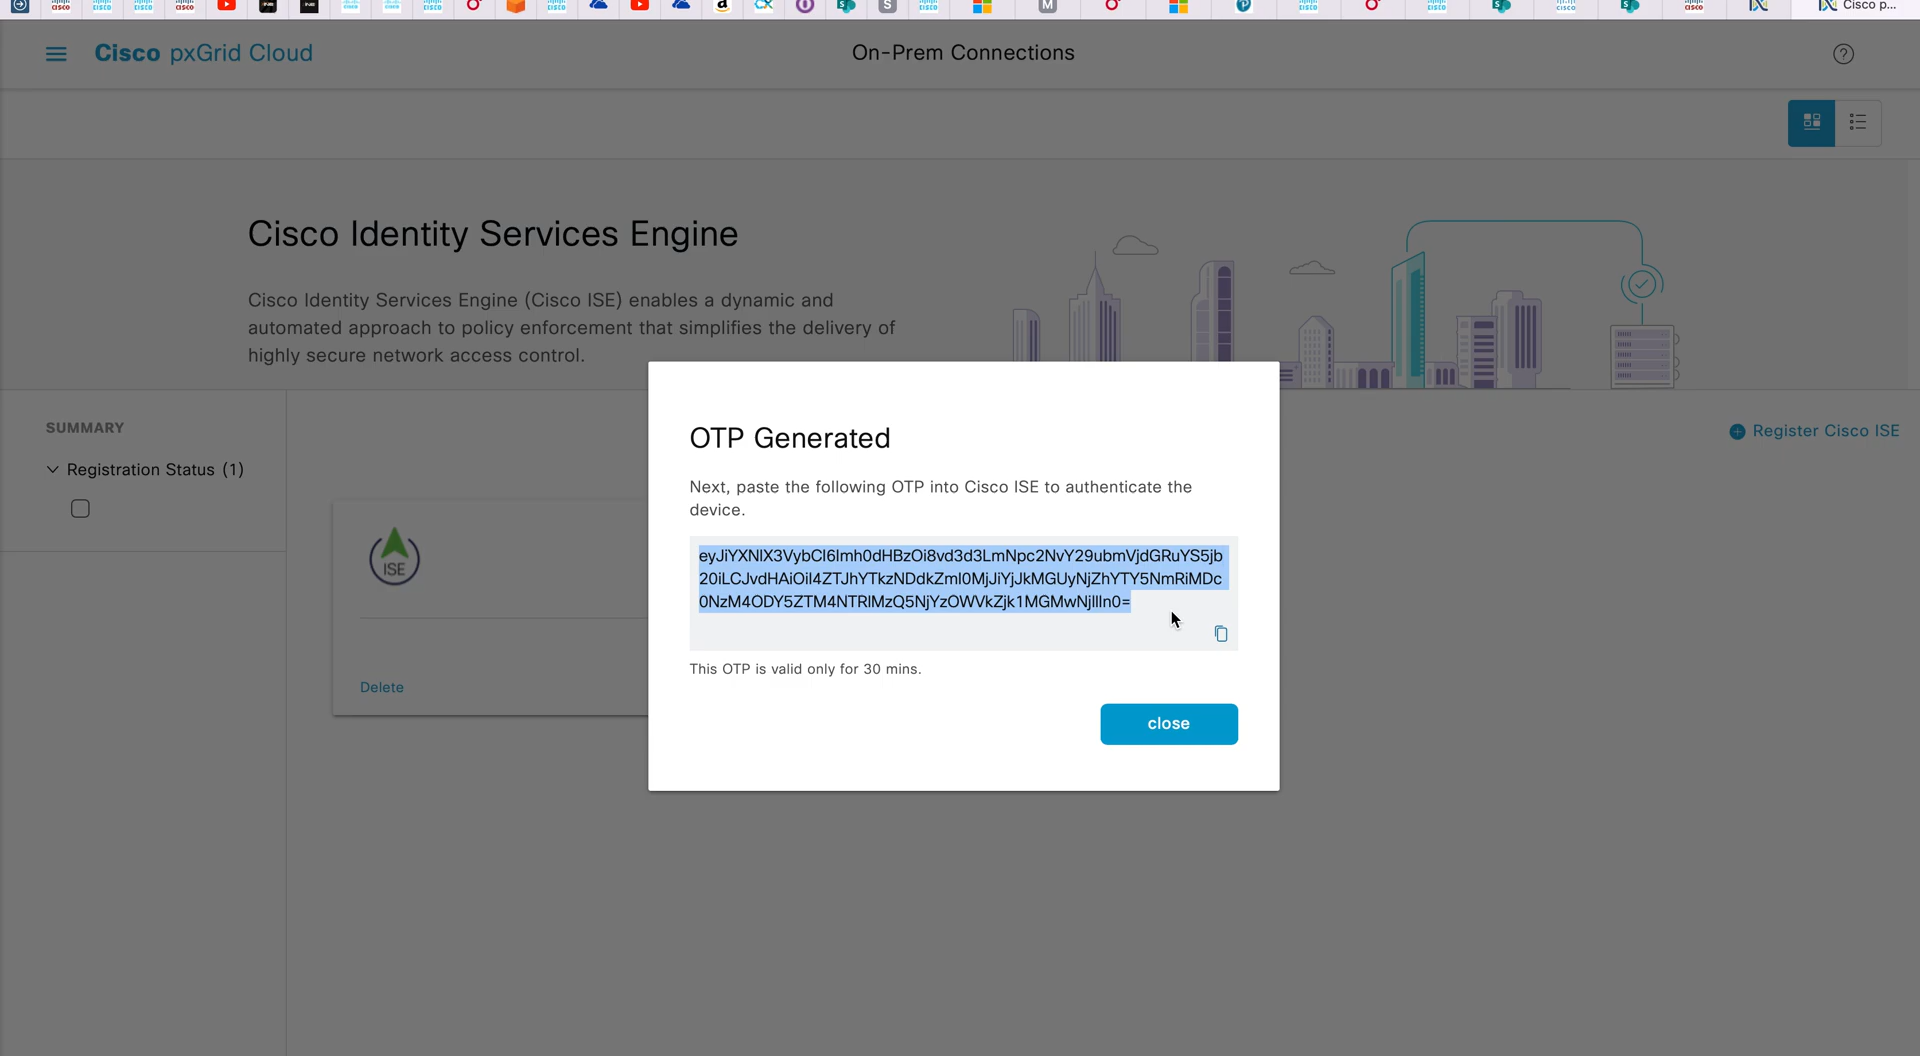 Cisco p...
Cisco pxGrid Cloud
On-Prem Connections
Cisco Identity Services Engine
Cisco Identity Services Engine (Cisco ISE) enables a dynamic and
automated approach to policy enforcement that simplifies the delivery of
highly secure network access control.
SUMMARY
Registration Status (1)
Register Cisco ISE
ISE
Delete
OTP Generated
Next, paste the following OTP into Cisco ISE to authenticate the
device.
eyJiYXNlX3VybCI6Imh0dHBzOi8vd3d3LmNpc2NvY29ubmVjdGRuYS5jb
20iLCJvdHAiOiI4ZTJhYTkzNDdkZmI0MjJiYjJkMGUyNjZhYTY5NmRiMDc
0NzM4ODY5ZTM4NTRlMzQ5NjYzOWVkZjk1MGMwNjllIn0=
This OTP is valid only for 30 mins.
close